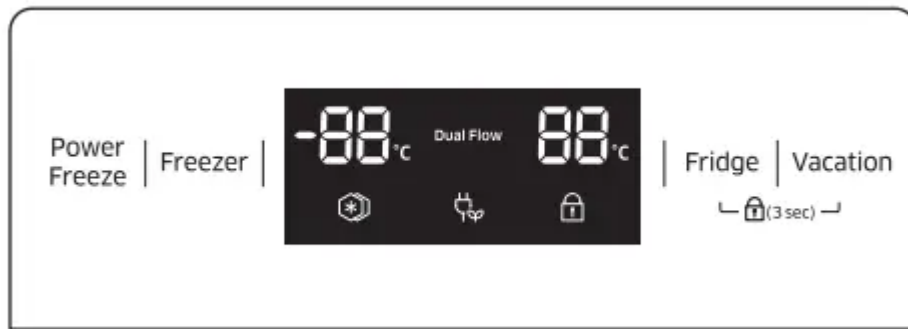 Power
Freeze
Freezer
-88 °C
Dual Flow
88 °C
Fridge
Vacation
(3 sec)